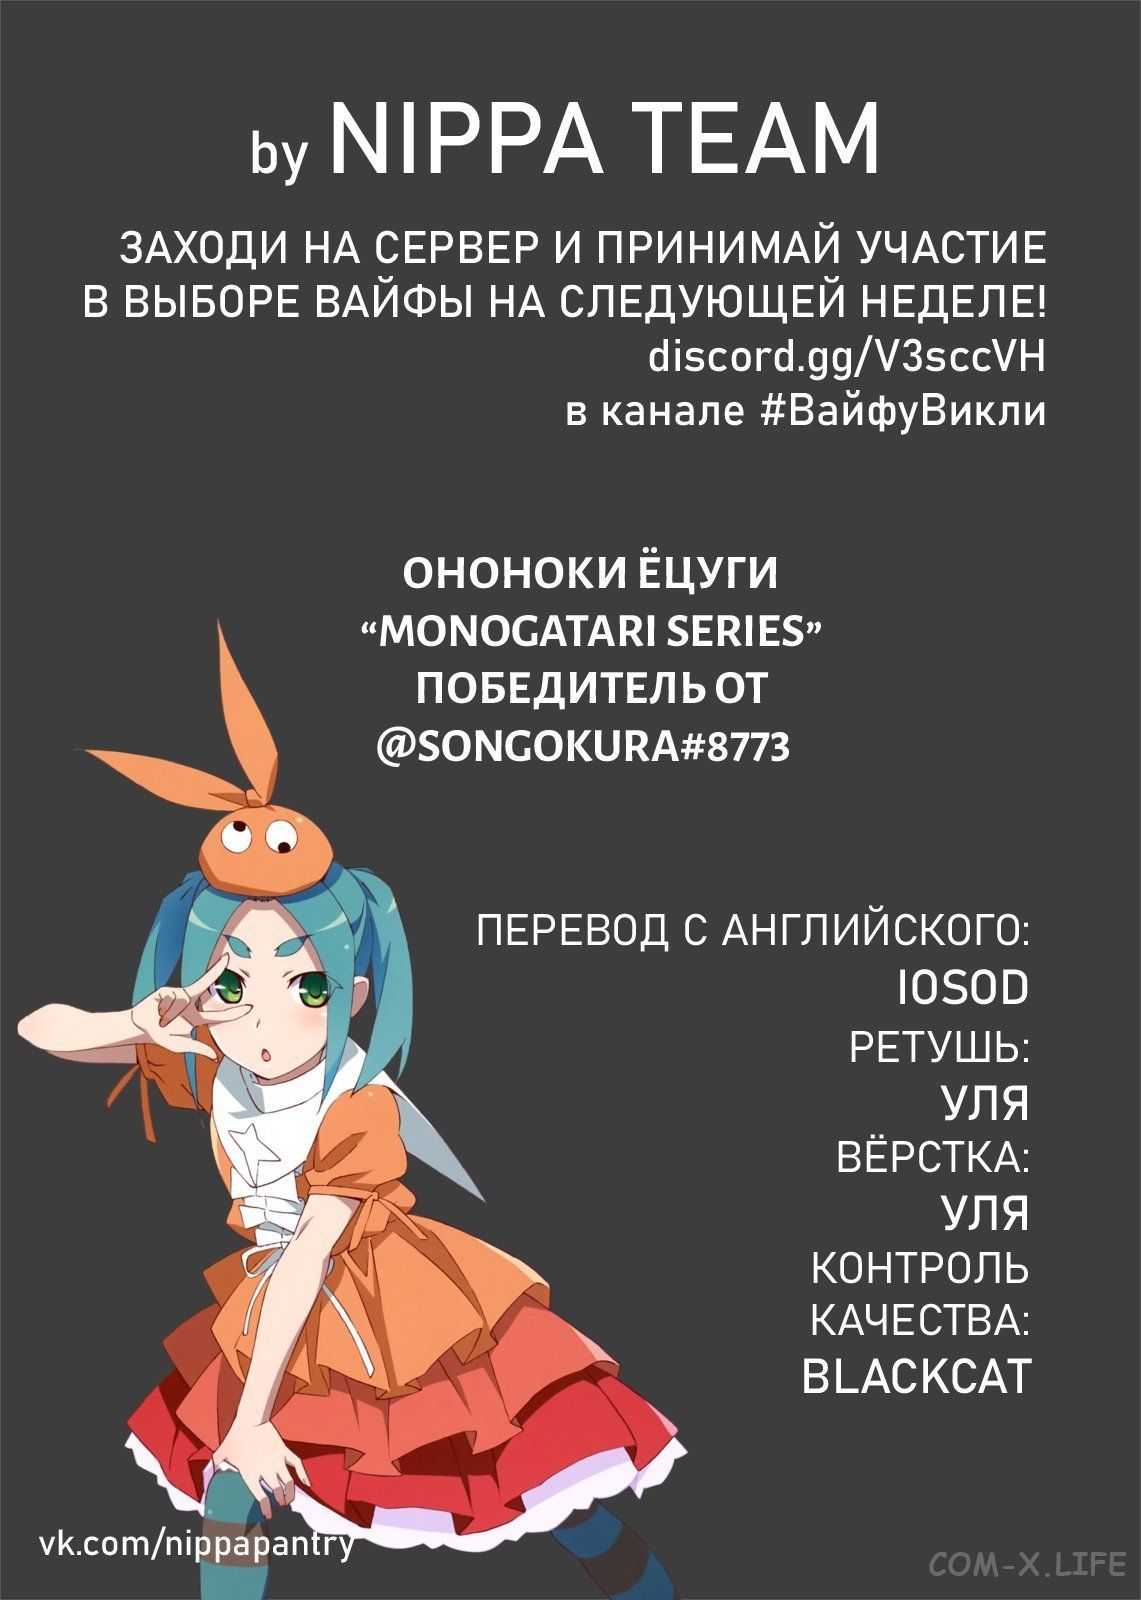 by NIPPA TEAM
ЗАХОДИ НА СЕРВЕР И ПРИНИМАЙ УЧАСТИЕ
В ВЫБОРЕ ВАЙФЫ НА СЛЕДУЮЩЕЙ НЕДЕЛЕ!
discord.gg/V3sccVH
в канале #ВайфуВикли
ОНОНОКИ ЁЦУГИ
“MONOGATARI SERIES”
ПОБЕДИТЕЛЬ ОТ
@SONGOKURA#8773
ПЕРЕВОД С АНГЛИЙСКОГО:
IOSOD
РЕТУШЬ:
УЛЯ
ВЁРСТКА:
УЛЯ
КОНТРОЛЬ
КАЧЕСТВА:
BLACKCAT
vk.com/nippapantry
COM-X.LIFE